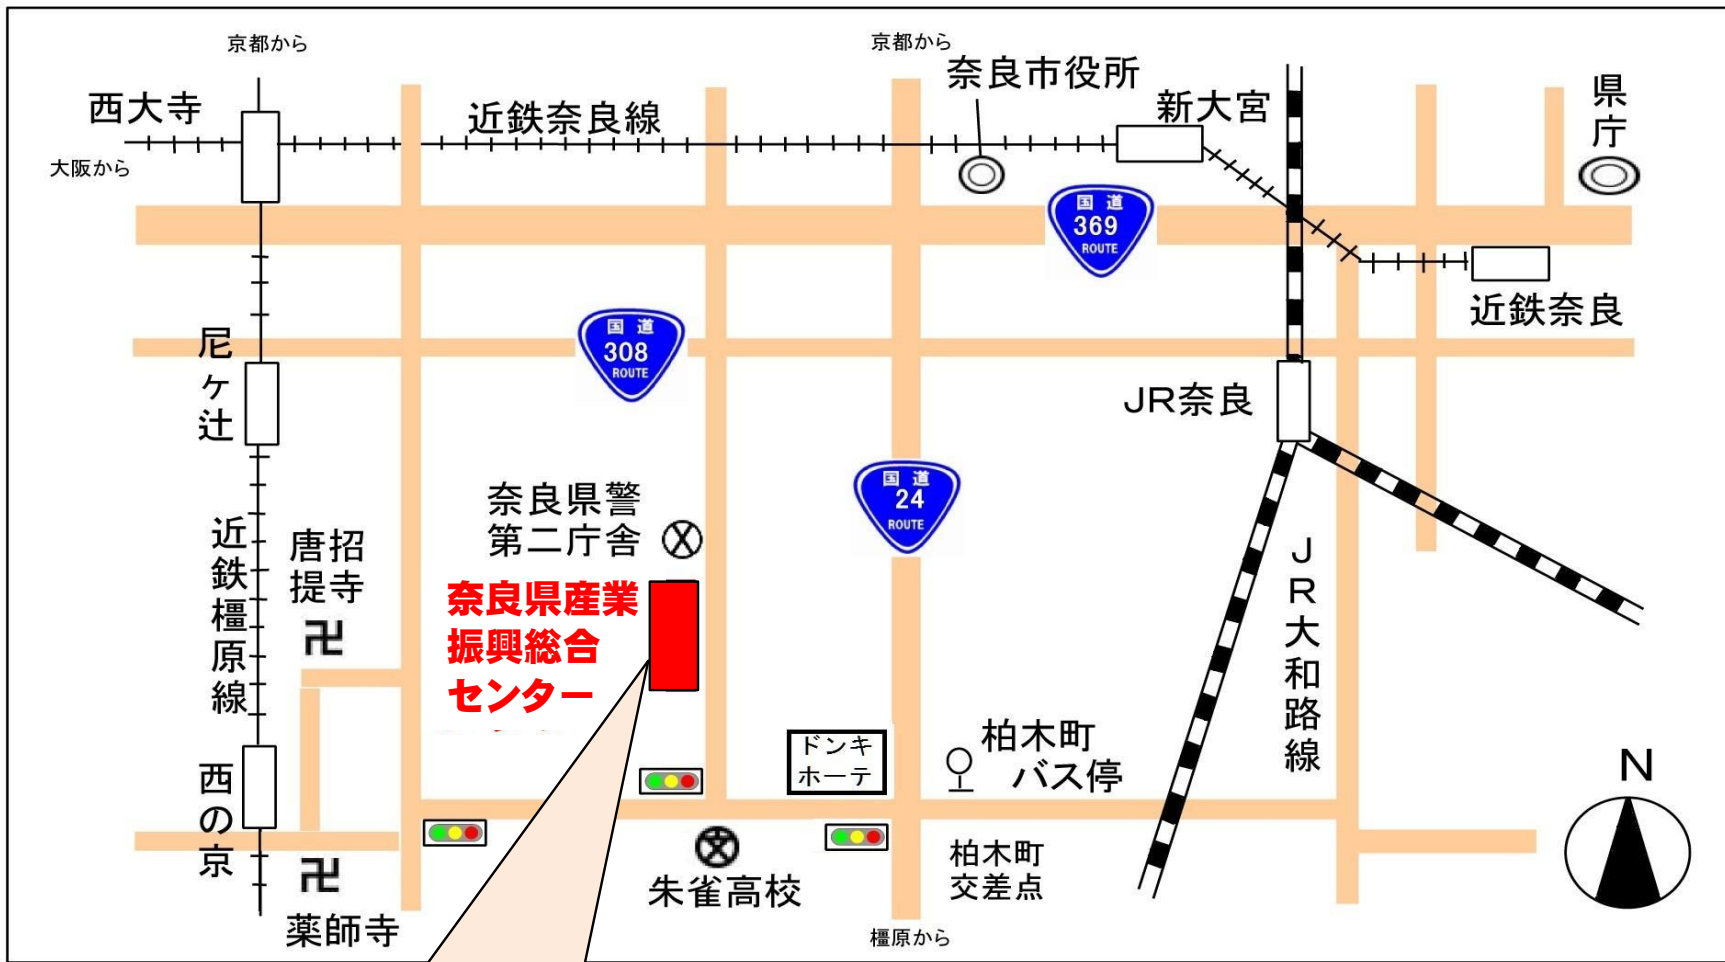 京都から
京都から
奈良市役所
西大寺
近鉄奈良線
新大宮
県庁
大阪から
国道
369
ROUTE
近鉄奈良
国道
308
ROUTE
尼ヶ辻
JR奈良
国道
24
ROUTE
奈良県警
第二庁舎
近鉄橿原線
唐招
提寺
奈良県産業
振興総合
センター
JR大和路線
ドンキ
ホーテ
柏木町
バス停
西の京
N
朱雀高校
柏木町
交差点
薬師寺
橿原から